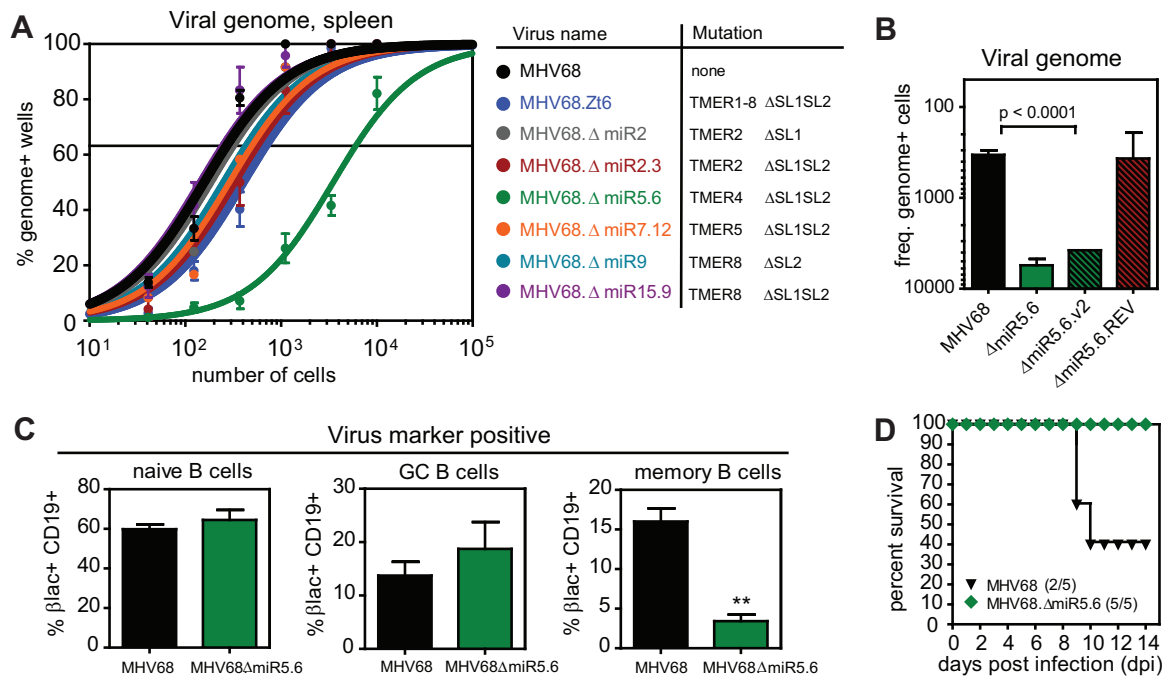 A
Viral genome, spleen
% genome+ wells
100
80
60
40
20
0
10¹ 10² 10³ 10⁴ 10⁵
number of cells
Virus name Mutation
MHV68 none
MHV68.Zt6 TMER1-8 ΔSL1SL2
MHV68.Δ miR2 TMER2 ΔSL1
MHV68.Δ miR2.3 TMER2 ΔSL1SL2
MHV68.Δ miR5.6 TMER4 ΔSL1SL2
MHV68.Δ miR7.12 TMER5 ΔSL1SL2
MHV68.Δ miR9 TMER8 ΔSL2
MHV68.Δ miR15.9 TMER8 ΔSL1SL2
B
Viral genome
freq. genome+ cells
100
1000
10000
p < 0.0001
MHV68 ΔmiR5.6 ΔmiR5.6.v2 ΔmiR5.6.REV
C
Virus marker positive
naive B cells
% βlac+ CD19+
80
60
40
20
0
MHV68 MHV68ΔmiR5.6
GC B cells
% βlac+ CD19+
30
20
10
0
MHV68 MHV68ΔmiR5.6
memory B cells
% βlac+ CD19+
20
15
10
5
0
**
MHV68 MHV68ΔmiR5.6
D
percent survival
100
90
80
70
60
50
40
30
20
10
0
MHV68 (2/5)
MHV68.ΔmiR5.6 (5/5)
0 2 4 6 8 10 12 14
days post infection (dpi)